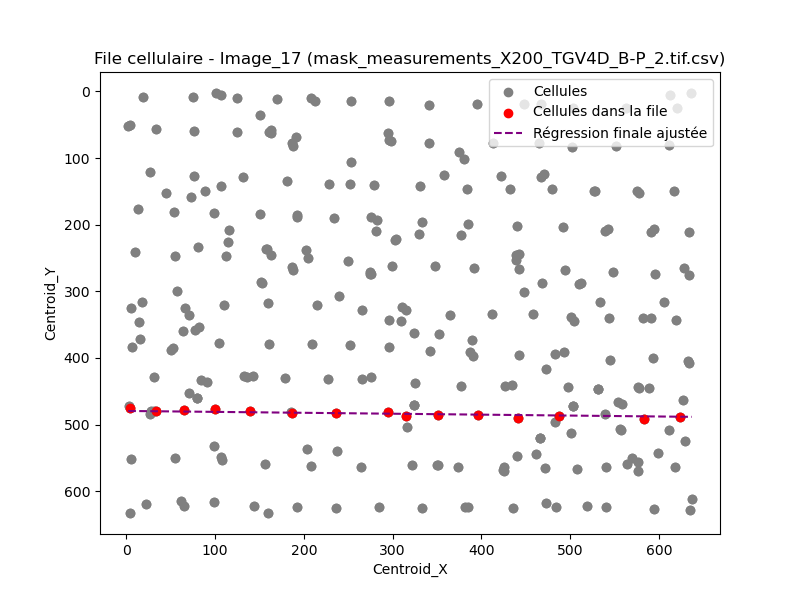 File cellulaire - Image_17 (mask_measurements_X200_TGV4D_B-P_2.tif.csv)
Cellules
Cellules dans la file
Régression finale ajustée
Centroid_Y
0
100
200
300
400
500
600
0 100 200 300 400 500 600
Centroid_X